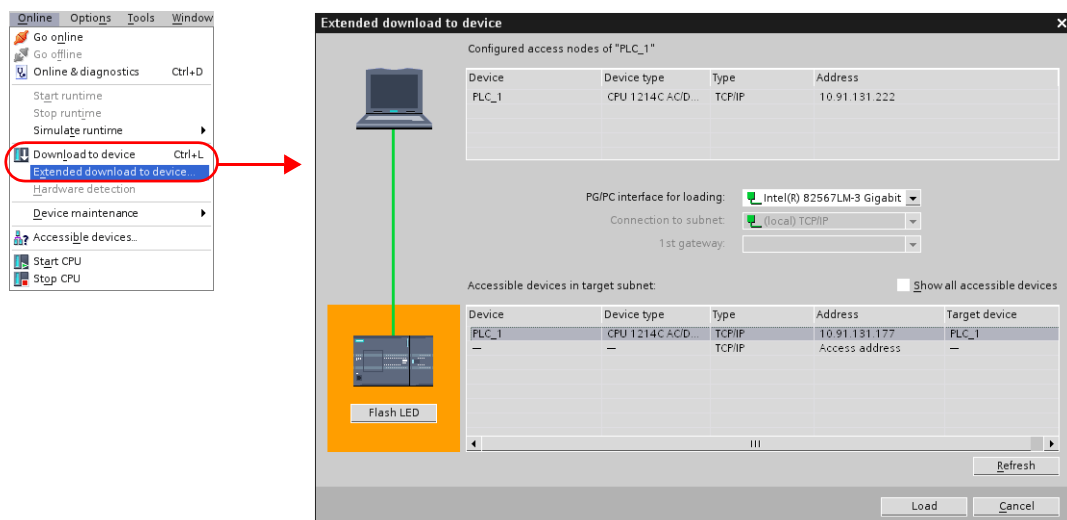 Online Options Tools Window
Go online
Go offline
Online & diagnostics Ctrl+D
Start runtime
Stop runtime
Simulate runtime
Download to device Ctrl+L
Extended download to device...
Hardware detection
Device maintenance
Accessible devices...
Start CPU
Stop CPU
Extended download to device
Configured access nodes of "PLC_1"
Device Device type Type Address
PLC_1 CPU 1214C AC/D... TCP/IP 10.91.131.222
PG/PC interface for loading: Intel(R) 82567LM-3 Gigabit
Connection to subnet: (local) TCP/IP
1st gateway:
Accessible devices in target subnet: Show all accessible devices
Device Device type Type Address Target device
PLC_1 CPU 1214C AC/D... TCP/IP 10.91.131.177 PLC_1
— — TCP/IP Access address —
Flash LED
Refresh
Load Cancel